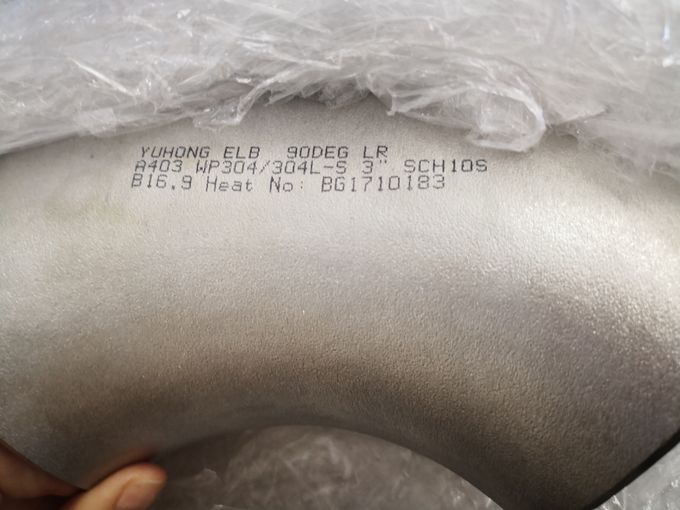 YUHONG ELB 90DEG LR
A403 WP304/304L-S 3" SCH10S
B16.9 Heat No: BG1710183